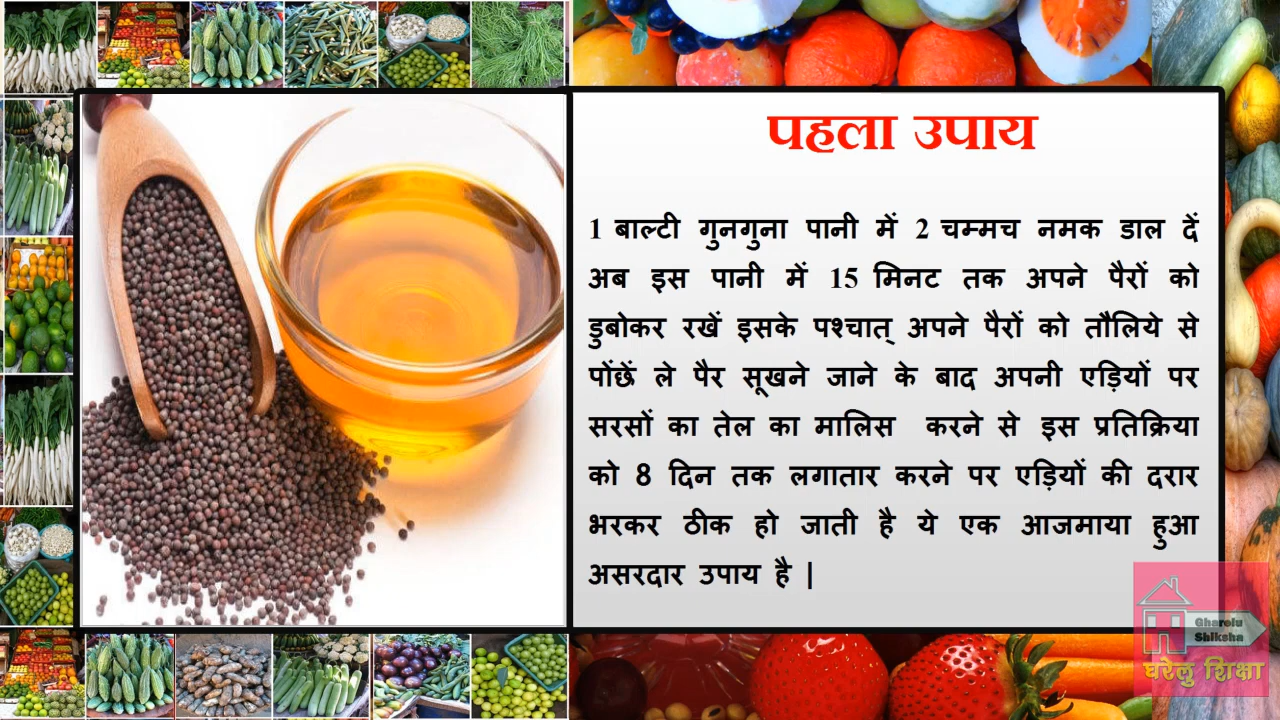 पहला उपाय
1 बाल्टी गुनगुना पानी में 2 चम्मच नमक डाल दें
अब इस पानी में 15 मिनट तक अपने पैरों को
डुबोकर रखें इसके पश्चात् अपने पैरों को तौलिये से
पोंछें ले पैर सूखने जाने के बाद अपनी एड़ियों पर
सरसों का तेल का मालिस करने से इस प्रतिक्रिया
को 8 दिन तक लगातार करने पर एड़ियों की दरार
भरकर ठीक हो जाती है ये एक आजमाया हुआ
असरदार उपाय है |
Gharelu
Shiksha
घरेलु शिक्षा